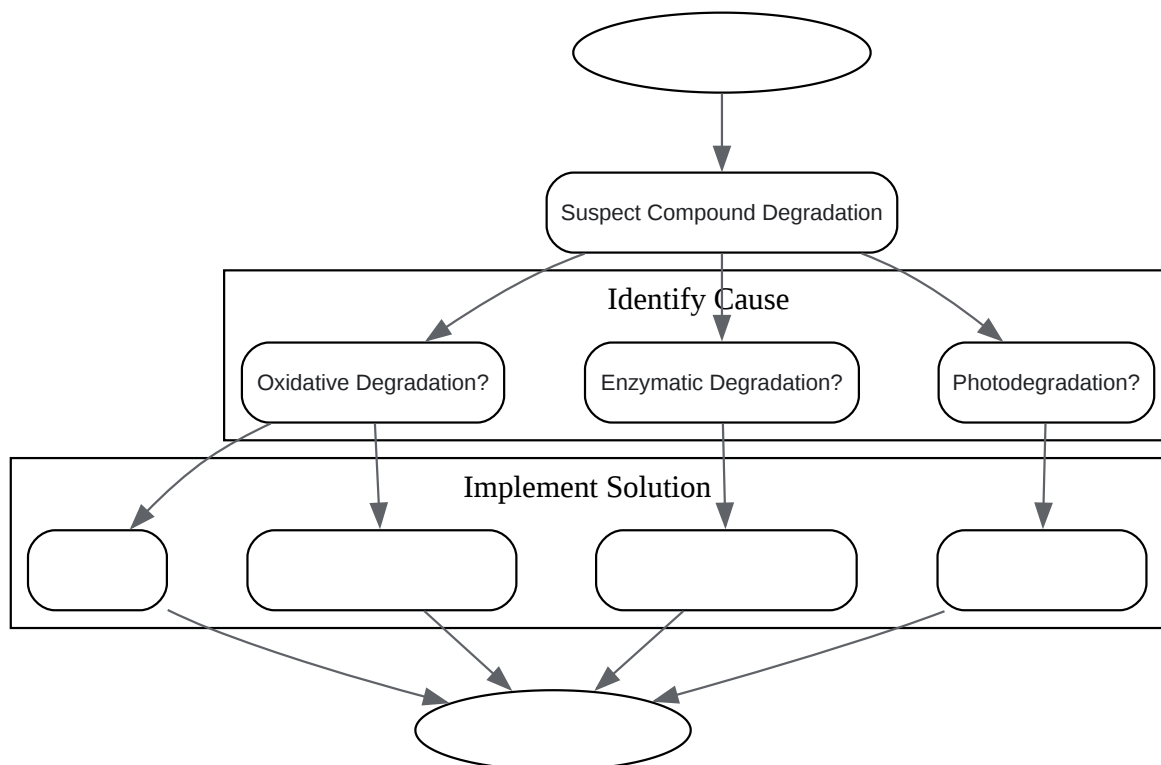 Suspect Compound Degradation
Identify Cause
Oxidative Degradation?
Enzymatic Degradation?
Photodegradation?
Implement Solution